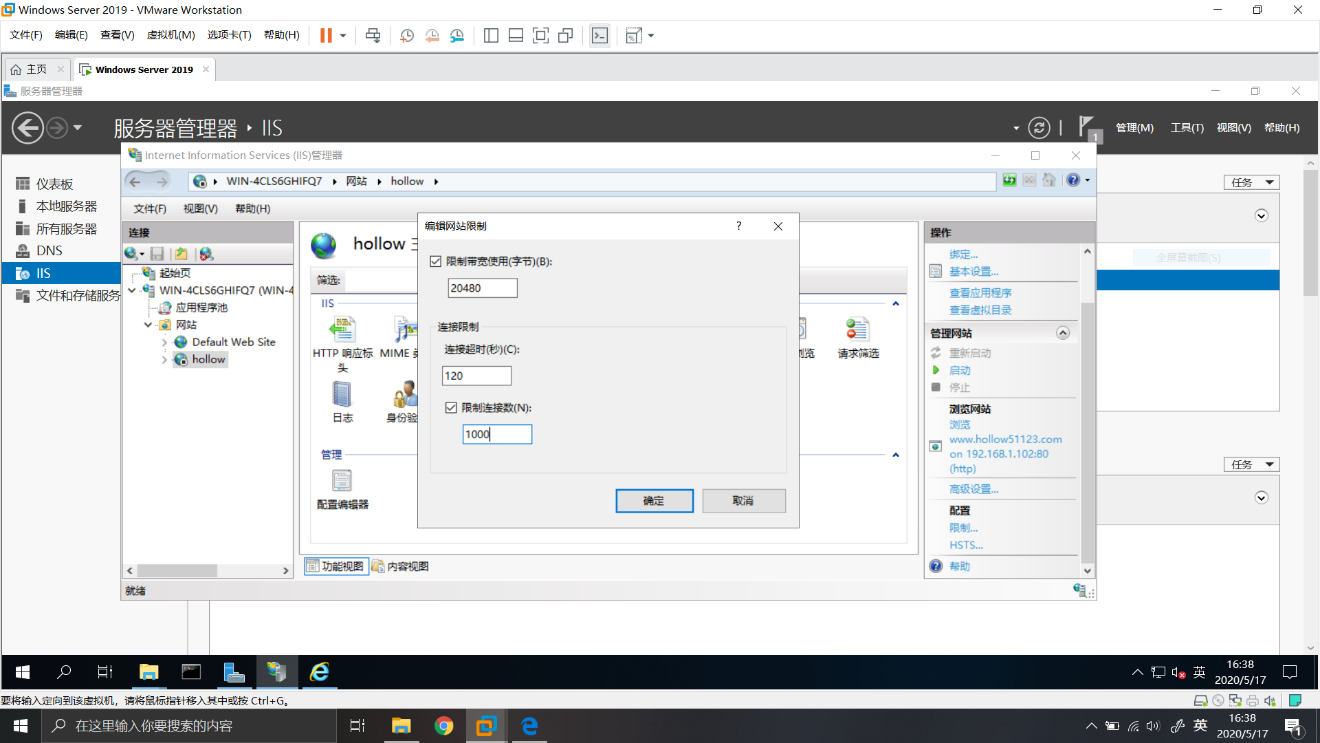 Windows Server 2019 - VMware Workstation
文件(F) 编辑(E) 查看(V) 虚拟机(M) 选项卡(T) 帮助(H)
主页 Windows Server 2019
服务器管理器
服务器管理器 IIS
管理(M) 工具(T) 视图(V) 帮助(H)
1
Internet Information Services (IIS)管理器
WIN-4CLS6GHIFQ7 网站 hollow
文件(F) 视图(V) 帮助(H)
仪表板
本地服务器
所有服务器
DNS
IIS
文件和存储服务
连接
起始页
WIN-4CLS6GHIFQ7 (WIN-4
应用程序池
网站
Default Web Site
hollow
hollow
筛选:
IIS
HTTP 响应标头
MIME
日志
身份验
浏览
请求筛选
管理
配置编辑器
功能视图 内容视图
就绪
编辑网站限制
限制带宽使用(字节)(B):
20480
连接限制
连接超时(秒)(C):
120
限制连接数(N):
1000
确定 取消
操作
绑定...
基本设置...
查看应用程序
查看虚拟目录
管理网站
重新启动
启动
停止
浏览网站
浏览
www.hollow51123.com
on 192.168.1.102:80
(http)
高级设置...
配置
限制...
HSTS...
帮助
任务
全屏幕截图(S)
任务
英
16:38
2020/5/17
要将输入定向到该虚拟机，请将鼠标指针移入其中或按 Ctrl+G。
在这里输入你要搜索的内容
英
16:38
2020/5/17
1